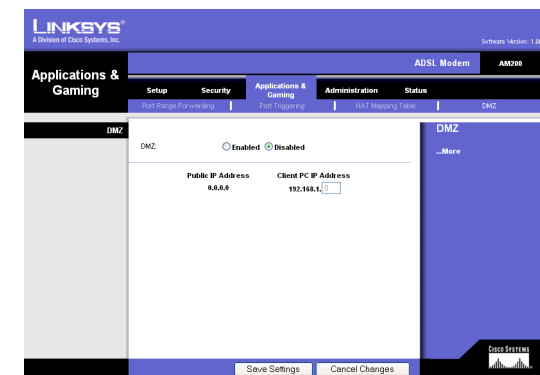 LINKSYS®
A Division of Cisco Systems, Inc.
Software Version: 1.0
ADSL Modem AM200
Applications & Gaming
Setup Security Applications & Gaming Administration Status
Port Range Forwarding Port Triggering NAT Mapping Table DMZ
DMZ
DMZ: Enabled Disabled
Public IP Address Client PC IP Address
0.0.0.0 192.168.1. 0
DMZ
...More
CISCO SYSTEMS
Save Settings Cancel Changes